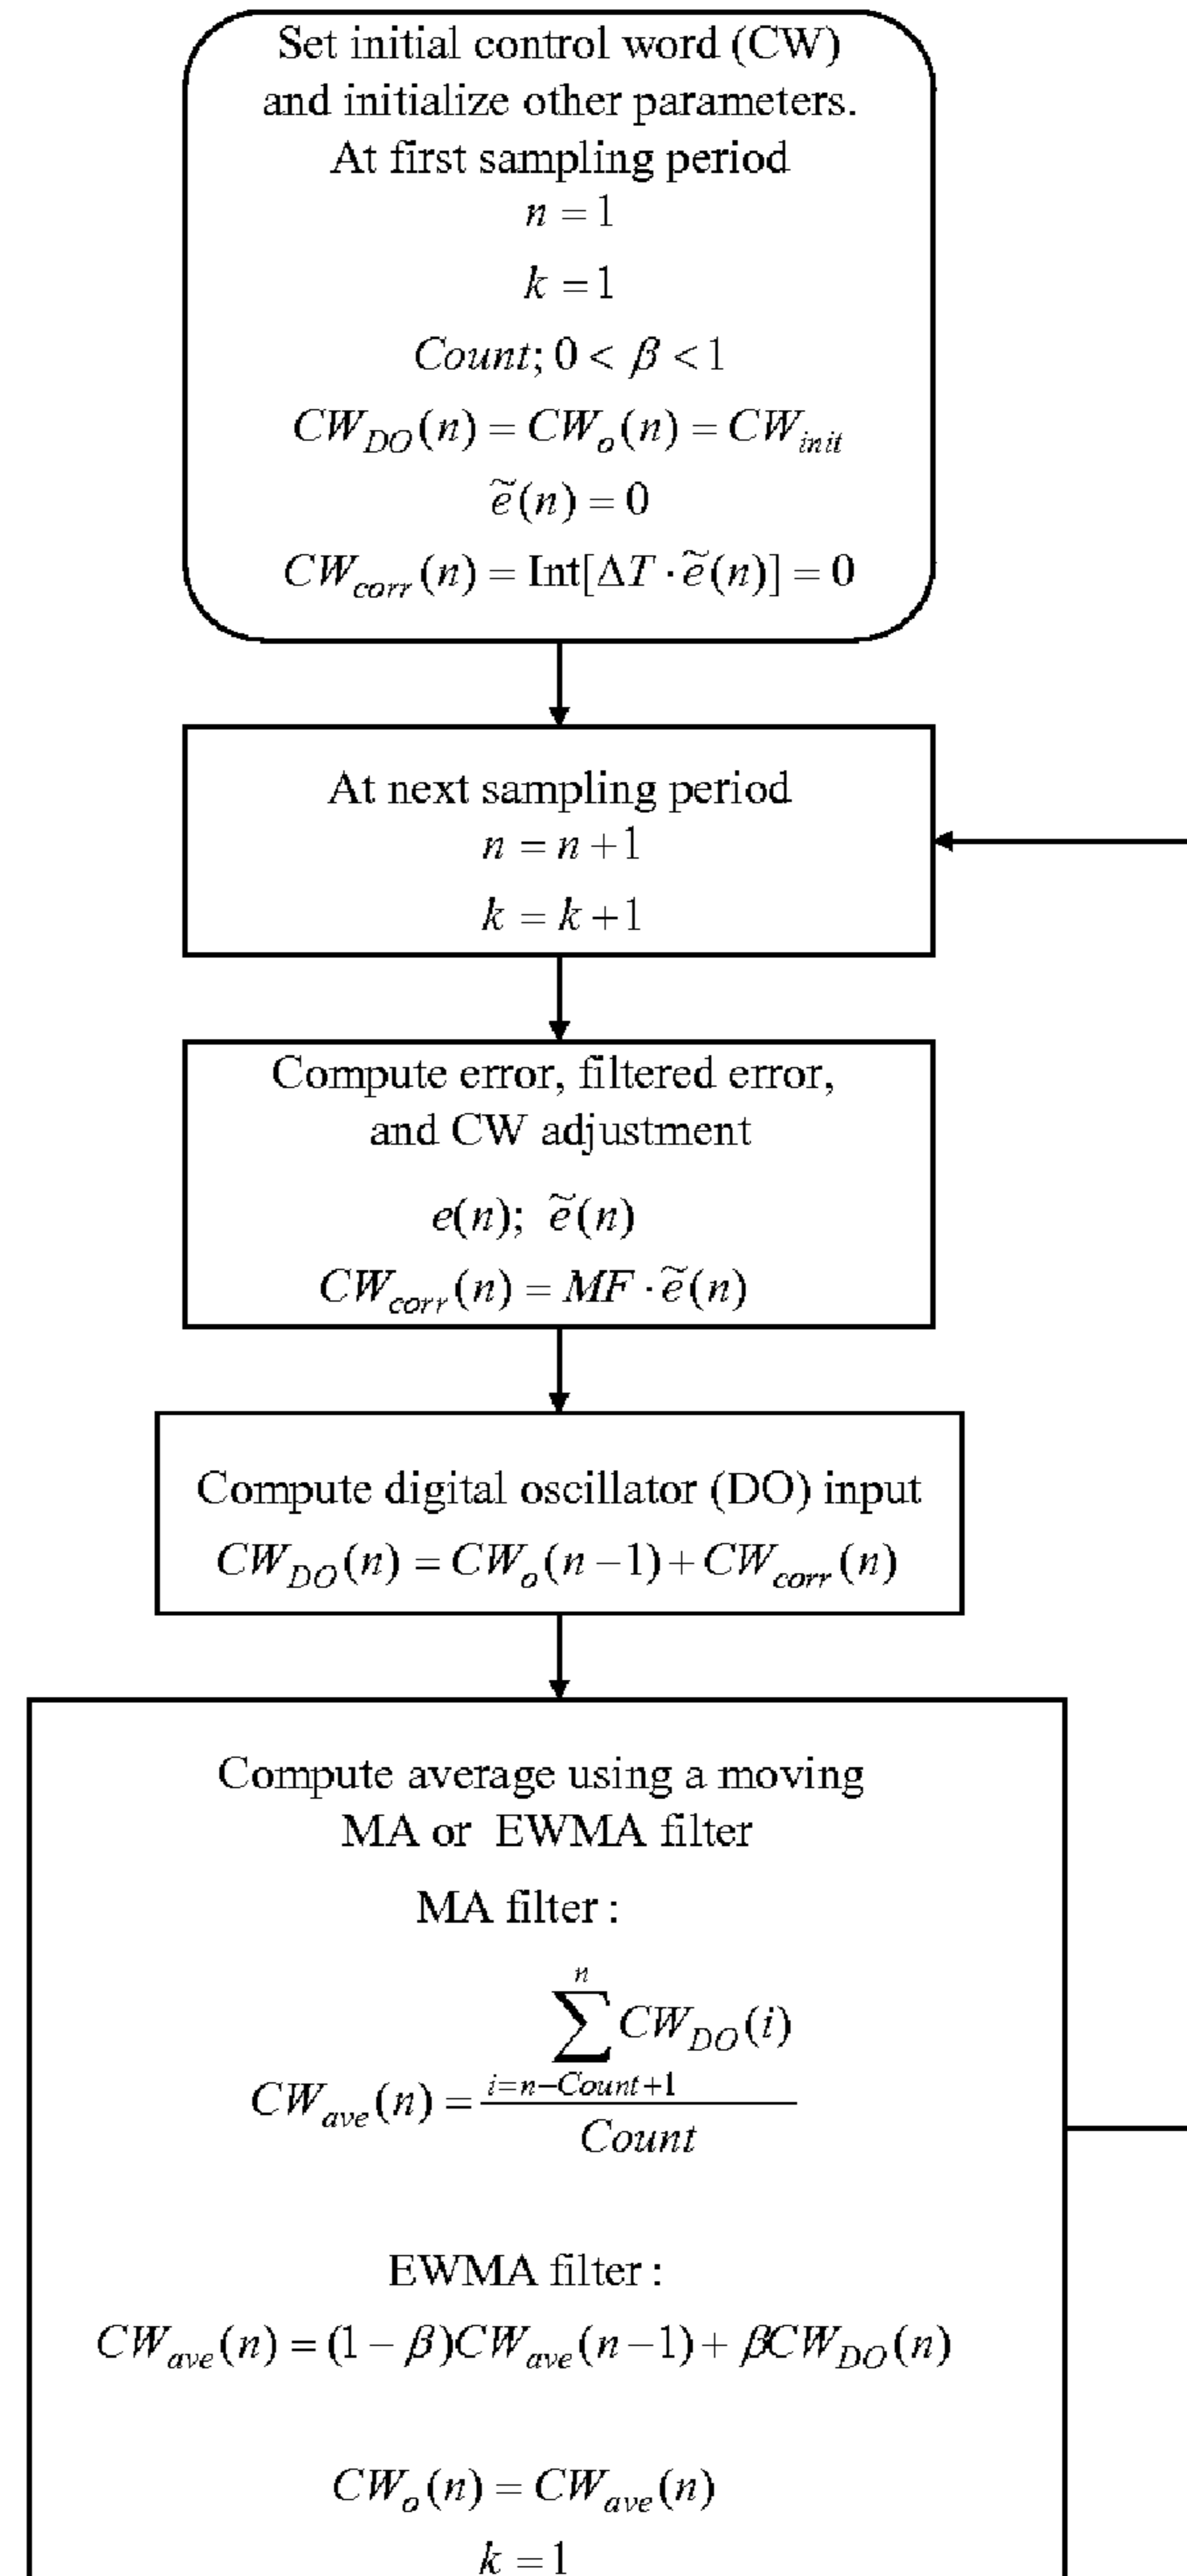 Set initial control word (CW)
and initialize other parameters.
At first sampling period
n = 1
k = 1
Count; 0 < β < 1
CW_DO(n) = CW_o(n) = CW_init
ẽ(n) = 0
CW_corr(n) = Int[ΔT · ẽ(n)] = 0
At next sampling period
n = n + 1
k = k + 1
Compute error, filtered error,
and CW adjustment
e(n); ẽ(n)
CW_corr(n) = MF · ẽ(n)
Compute digital oscillator (DO) input
CW_DO(n) = CW_o(n − 1) + CW_corr(n)
Compute average using a moving
MA or EWMA filter
MA filter :
n
∑ CW_DO(i)
i=n−Count+1
CW_ave(n) =
Count
EWMA filter :
CW_ave(n) = (1 − β)CW_ave(n − 1) + βCW_DO(n)
CW_o(n) = CW_ave(n)
k = 1